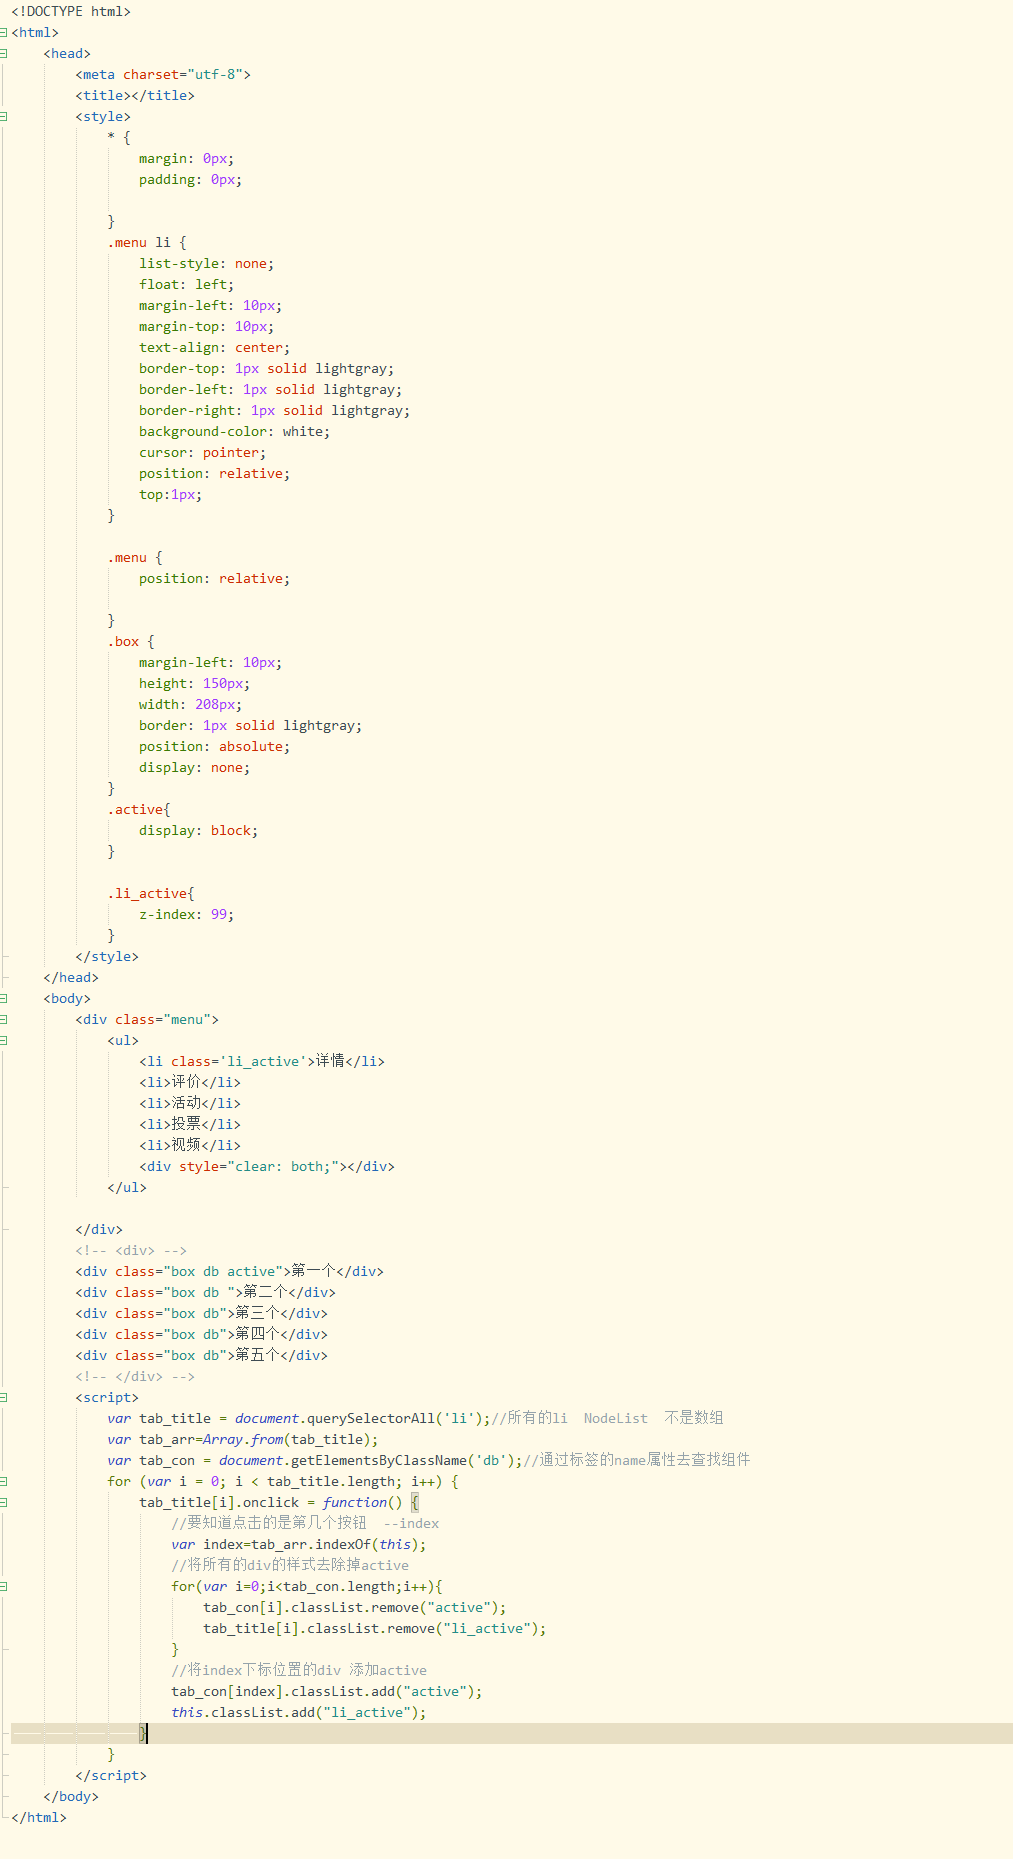 <!DOCTYPE html>
<html>
<head>
<meta charset="utf-8">
<title></title>
<style>
* {
margin: 0px;
padding: 0px;
}
.menu li {
list-style: none;
float: left;
margin-left: 10px;
margin-top: 10px;
text-align: center;
border-top: 1px solid lightgray;
border-left: 1px solid lightgray;
border-right: 1px solid lightgray;
background-color: white;
cursor: pointer;
position: relative;
top:1px;
}
.menu {
position: relative;
}
.box {
margin-left: 10px;
height: 150px;
width: 208px;
border: 1px solid lightgray;
position: absolute;
display: none;
}
.active{
display: block;
}
.li_active{
z-index: 99;
}
</style>
</head>
<body>
<div class="menu">
<ul>
<li class='li_active'>详情</li>
<li>评价</li>
<li>活动</li>
<li>投票</li>
<li>视频</li>
<div style="clear: both;"></div>
</ul>
</div>
<!-- <div> -->
<div class="box db active">第一个</div>
<div class="box db ">第二个</div>
<div class="box db">第三个</div>
<div class="box db">第四个</div>
<div class="box db">第五个</div>
<!-- </div> -->
<script>
var tab_title = document.querySelectorAll('li');//所有的li  NodeList  不是数组
var tab_arr=Array.from(tab_title);
var tab_con = document.getElementsByClassName('db');//通过标签的name属性去查找组件
for (var i = 0; i < tab_title.length; i++) {
tab_title[i].onclick = function() {
//要知道点击的是第几个按钮  --index
var index=tab_arr.indexOf(this);
//将所有的div的样式去除掉active
for(var i=0;i<tab_con.length;i++){
tab_con[i].classList.remove("active");
tab_title[i].classList.remove("li_active");
}
//将index下标位置的div 添加active
tab_con[index].classList.add("active");
this.classList.add("li_active");
}
}
</script>
</body>
</html>